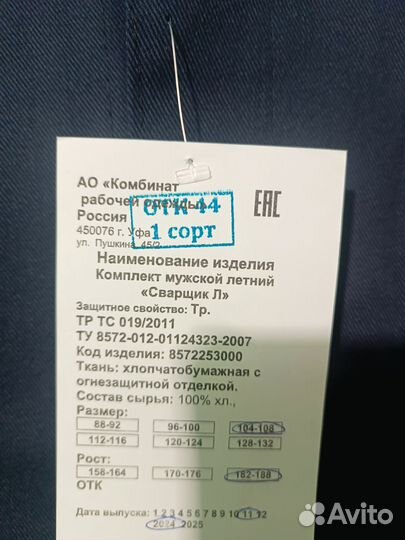 АО «Комбинат
рабочей одежды»
Россия
450076 г. Уфа
ул. Пушкина, 45/2
ОТК 44
1 сорт
ЕАС
Наименование изделия
Комплект мужской летний
«Сварщик Л»
Защитное свойство: Тр.
ТР ТС 019/2011
ТУ 8572-012-01124323-2007
Код изделия: 8572253000
Ткань: хлопчатобумажная с
огнезащитной отделкой.
Состав сырья: 100% хл.,
Размер:
88-92 96-100 104-108
112-116 120-124 128-132
Рост:
158-164 170-176 182-188
ОТК
Дата выпуска: 1 2 3 4 5 6 7 8 9 10 11 12
2024 2025
Avito